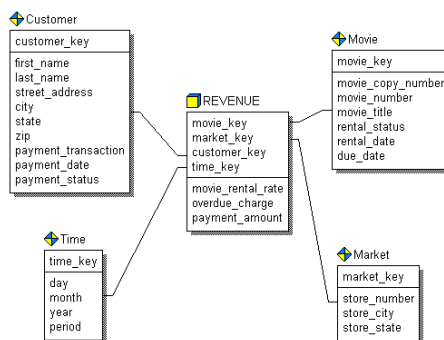 Customer
customer_key
first_name
last_name
street_address
city
state
zip
payment_transaction
payment_date
payment_status
REVENUE
movie_key
market_key
customer_key
time_key
movie_rental_rate
overdue_charge
payment_amount
Movie
movie_key
movie_copy_number
movie_number
movie_title
rental_status
rental_date
due_date
Time
time_key
day
month
year
period
Market
market_key
store_number
store_city
store_state